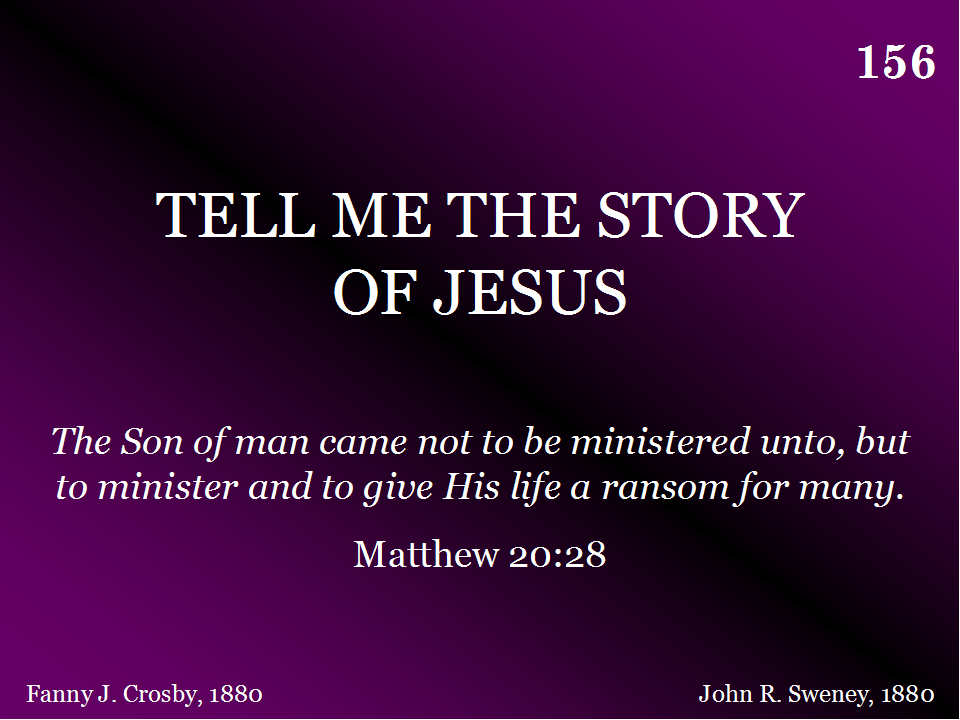 156
TELL ME THE STORY
OF JESUS
The Son of man came not to be ministered unto, but
to minister and to give His life a ransom for many.
Matthew 20:28
Fanny J. Crosby, 1880
John R. Sweney, 1880